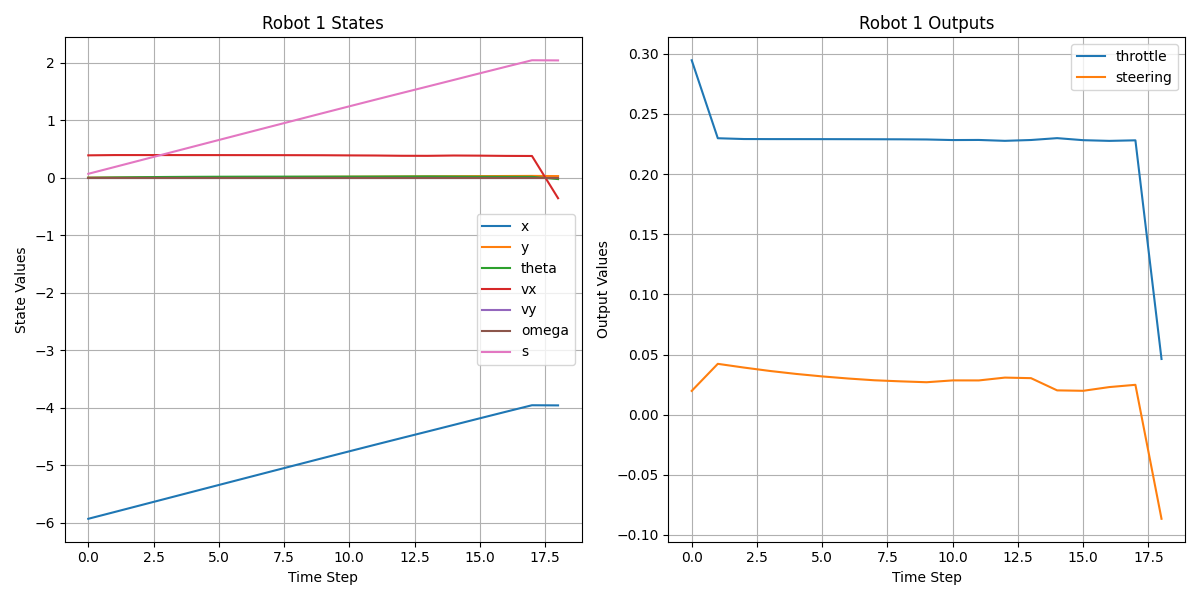 Robot 1 States
State Values
2
1
0
−1
−2
−3
−4
−5
−6
x
y
theta
vx
vy
omega
s
0.0 2.5 5.0 7.5 10.0 12.5 15.0 17.5
Time Step
Robot 1 Outputs
Output Values
0.30
0.25
0.20
0.15
0.10
0.05
0.00
−0.05
−0.10
throttle
steering
0.0 2.5 5.0 7.5 10.0 12.5 15.0 17.5
Time Step